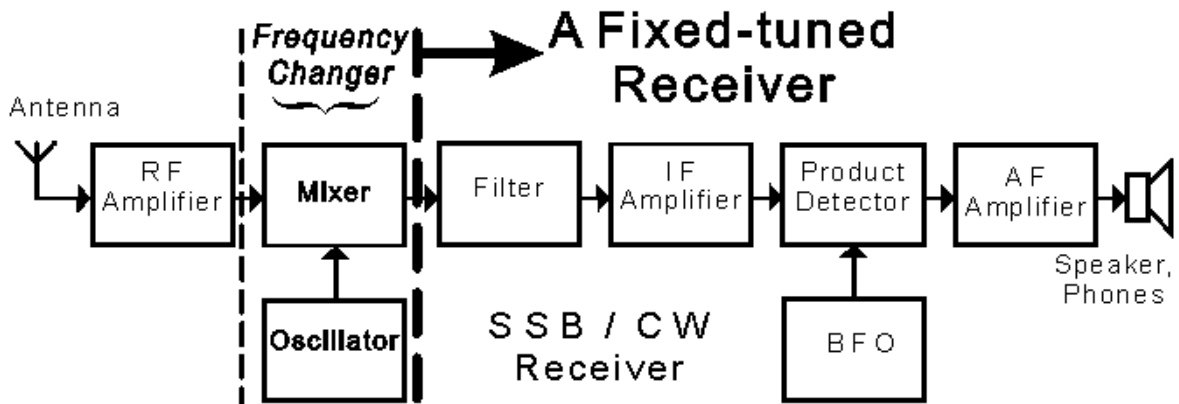 Frequency
Changer
A Fixed-tuned
Receiver
Antenna
RF
Amplifier
Mixer
Filter
IF
Amplifier
Product
Detector
AF
Amplifier
Speaker,
Phones
Oscillator
SSB / CW
Receiver
BFO